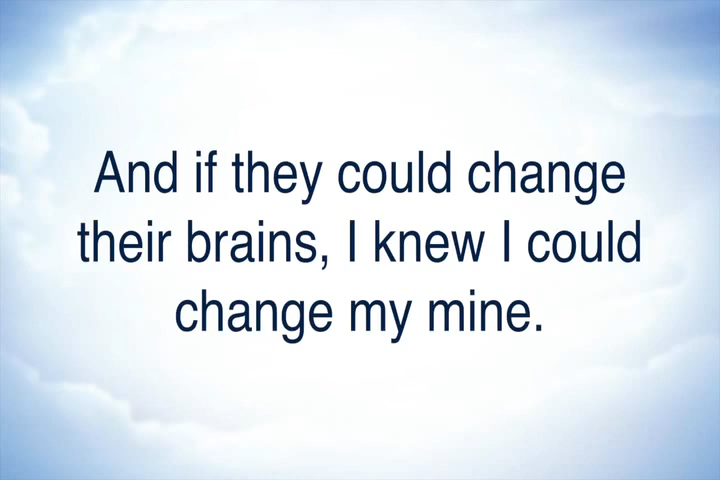 And if they could change
their brains, I knew I could
change my mine.